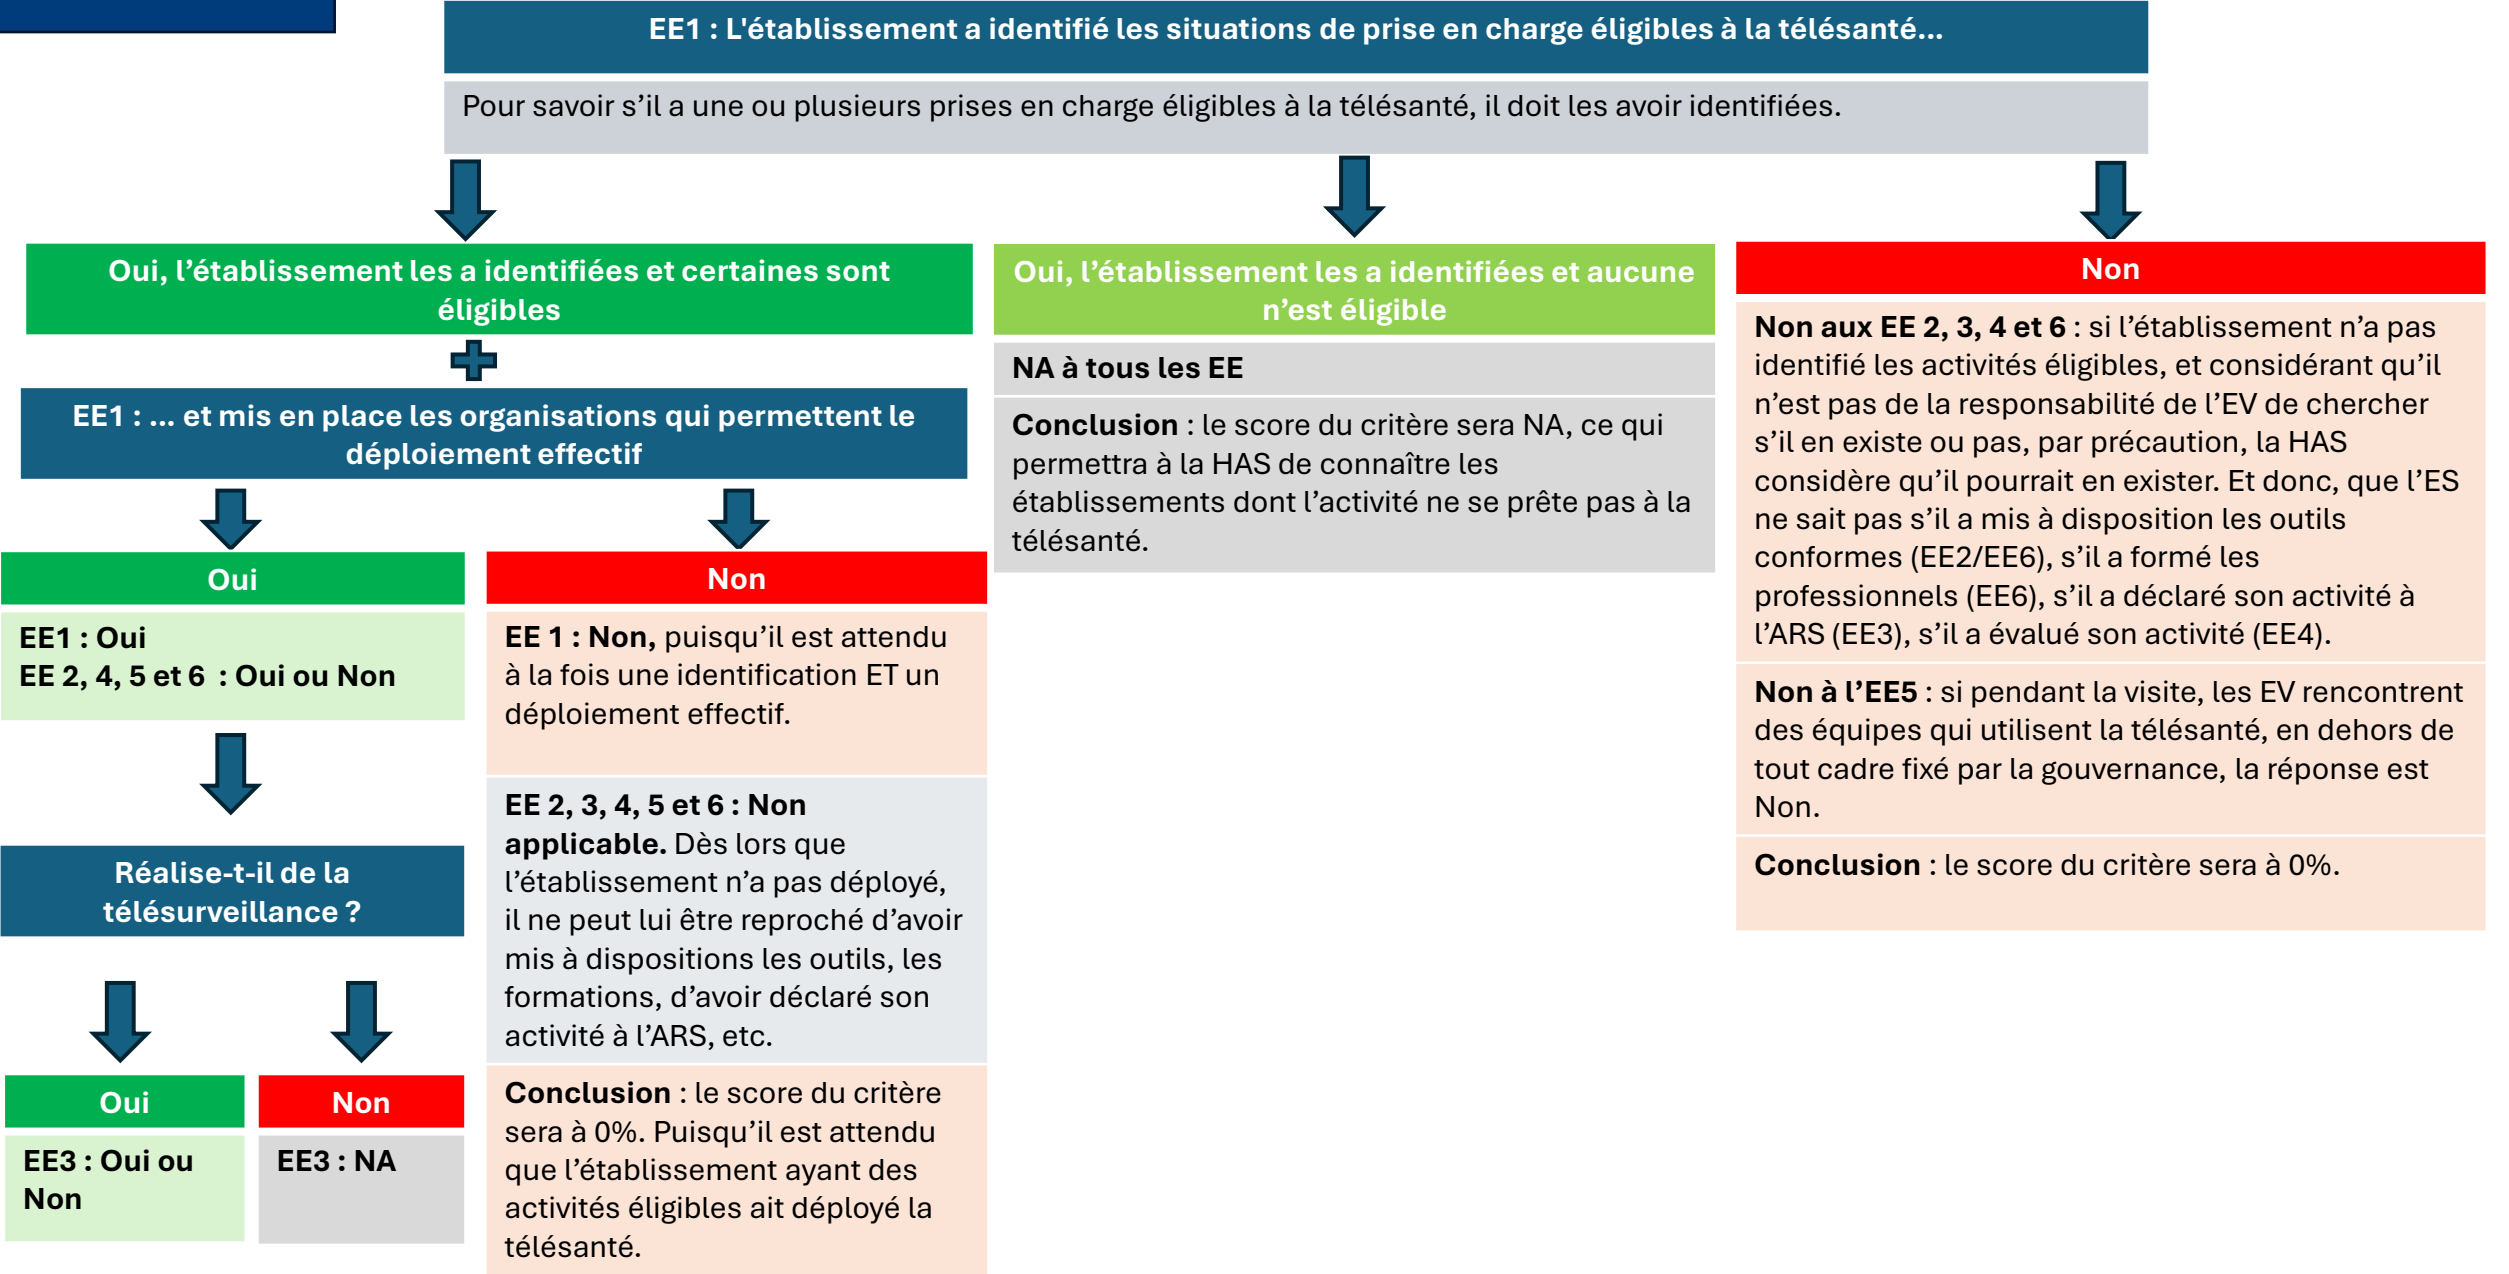 EE1 : L'établissement a identifié les situations de prise en charge éligibles à la télésanté...
Pour savoir s’il a une ou plusieurs prises en charge éligibles à la télésanté, il doit les avoir identifiées.
Oui, l’établissement les a identifiées et certaines sont
éligibles
EE1 : ... et mis en place les organisations qui permettent le
déploiement effectif
Oui
EE1 : Oui
EE 2, 4, 5 et 6 : Oui ou Non
Réalise-t-il de la
télésurveillance ?
Oui
EE3 : Oui ou
Non
Non
EE3 : NA
Non
EE 1 : Non, puisqu’il est attendu
à la fois une identification ET un
déploiement effectif.
EE 2, 3, 4, 5 et 6 : Non
applicable. Dès lors que
l’établissement n’a pas déployé,
il ne peut lui être reproché d’avoir
mis à dispositions les outils, les
formations, d’avoir déclaré son
activité à l’ARS, etc.
Conclusion : le score du critère
sera à 0%. Puisqu’il est attendu
que l’établissement ayant des
activités éligibles ait déployé la
télésanté.
Oui, l’établissement les a identifiées et aucune
n’est éligible
NA à tous les EE
Conclusion : le score du critère sera NA, ce qui
permettra à la HAS de connaître les
établissements dont l’activité ne se prête pas à la
télésanté.
Non
Non aux EE 2, 3, 4 et 6 : si l’établissement n’a pas
identifié les activités éligibles, et considérant qu’il
n’est pas de la responsabilité de l’EV de chercher
s’il en existe ou pas, par précaution, la HAS
considère qu’il pourrait en exister. Et donc, que l’ES
ne sait pas s’il a mis à disposition les outils
conformes (EE2/EE6), s’il a formé les
professionnels (EE6), s’il a déclaré son activité à
l’ARS (EE3), s’il a évalué son activité (EE4).
Non à l’EE5 : si pendant la visite, les EV rencontrent
des équipes qui utilisent la télésanté, en dehors de
tout cadre fixé par la gouvernance, la réponse est
Non.
Conclusion : le score du critère sera à 0%.